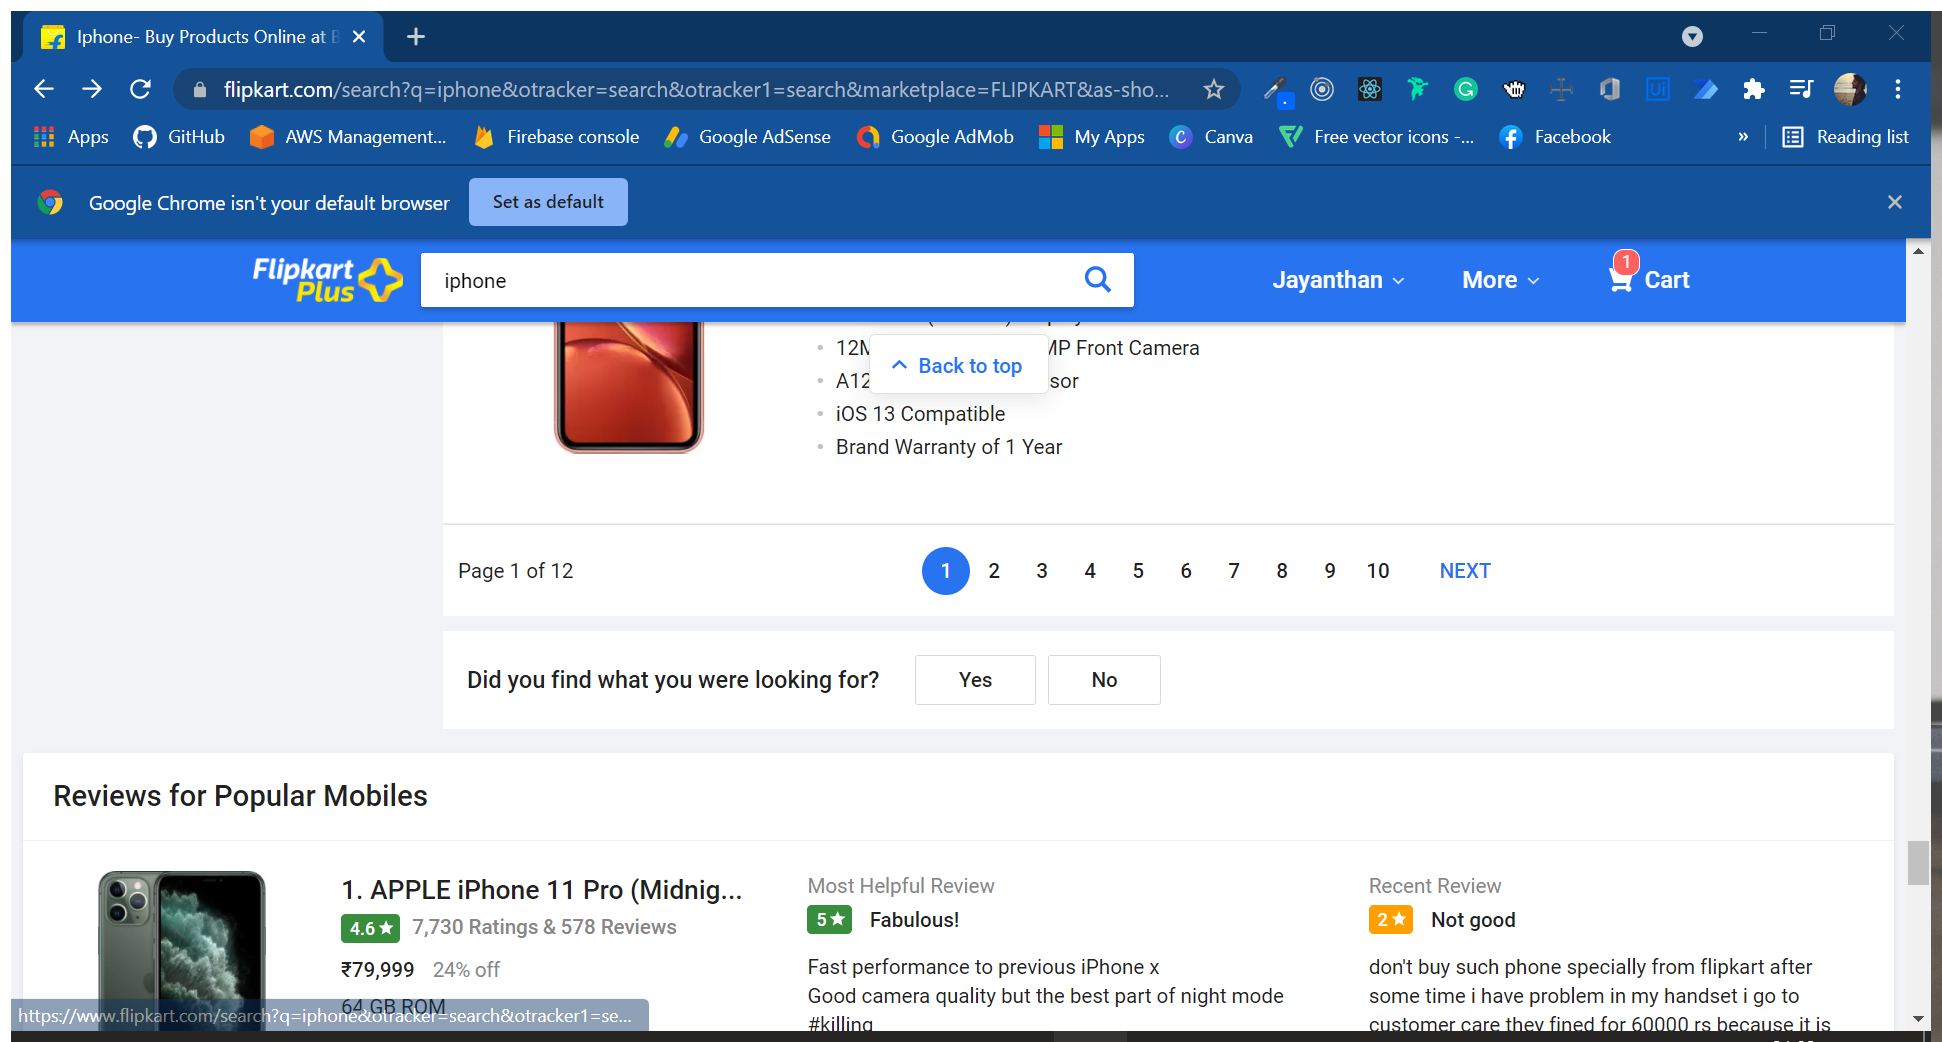 Iphone- Buy Products Online at B
flipkart.com/search?q=iphone&otracker=search&otracker1=search&marketplace=FLIPKART&as-sho...
Apps GitHub AWS Management... Firebase console Google AdSense Google AdMob My Apps Canva Free vector icons -... Facebook » Reading list
Google Chrome isn't your default browser Set as default
Flipkart Plus iphone Jayanthan More 1 Cart
12M MP Front Camera
Back to top
A12 sor
iOS 13 Compatible
Brand Warranty of 1 Year
Page 1 of 12 1 2 3 4 5 6 7 8 9 10 NEXT
Did you find what you were looking for? Yes No
Reviews for Popular Mobiles
1. APPLE iPhone 11 Pro (Midnig...
4.6★ 7,730 Ratings & 578 Reviews
₹79,999 24% off
64 GB ROM
Most Helpful Review
5★ Fabulous!
Fast performance to previous iPhone x
Good camera quality but the best part of night mode
#killing
Recent Review
2★ Not good
don't buy such phone specially from flipkart after
some time i have problem in my handset i go to
customer care they fined for 60000 rs because it is
https://www.flipkart.com/search?q=iphone&otracker=search&otracker1=se...